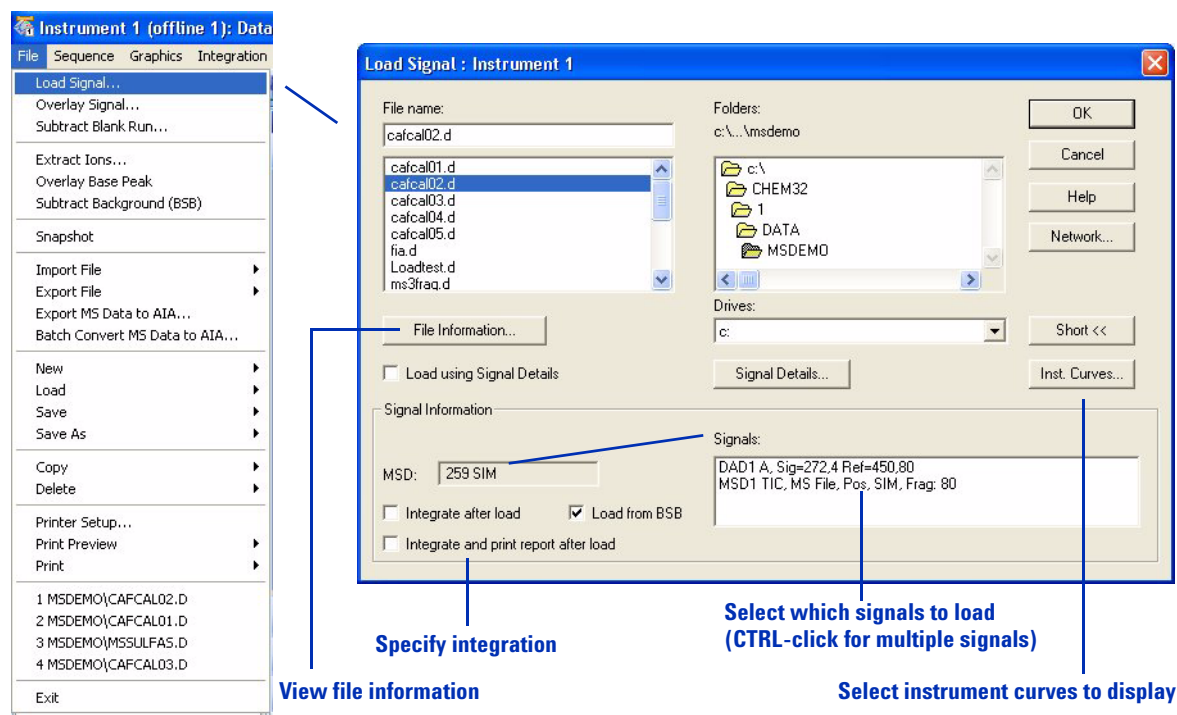 Instrument 1 (offline 1): Data
File Sequence Graphics Integration
Load Signal...
Overlay Signal...
Subtract Blank Run...
Extract Ions...
Overlay Base Peak
Subtract Background (BSB)
Snapshot
Import File
Export File
Export MS Data to AIA...
Batch Convert MS Data to AIA...
New
Load
Save
Save As
Copy
Delete
Printer Setup...
Print Preview
Print
1 MSDEMO\CAFCAL02.D
2 MSDEMO\CAFCAL01.D
3 MSDEMO\MSSULFAS.D
4 MSDEMO\CAFCAL03.D
Exit
Load Signal : Instrument 1
File name:
cafcal02.d
cafcal01.d
cafcal02.d
cafcal03.d
cafcal04.d
cafcal05.d
fia.d
Loadtest.d
ms3frag.d
Folders:
c:\...\msdemo
c:\
CHEM32
1
DATA
MSDEMO
Drives:
c:
OK
Cancel
Help
Network...
Short <<
Inst. Curves...
File Information...
Load using Signal Details
Signal Details...
Signal Information
MSD: 259 SIM
Integrate after load
Load from BSB
Integrate and print report after load
Signals:
DAD1 A, Sig=272,4 Ref=450,80
MSD1 TIC, MS File, Pos, SIM, Frag: 80
Specify integration
Select which signals to load
(CTRL-click for multiple signals)
View file information
Select instrument curves to display